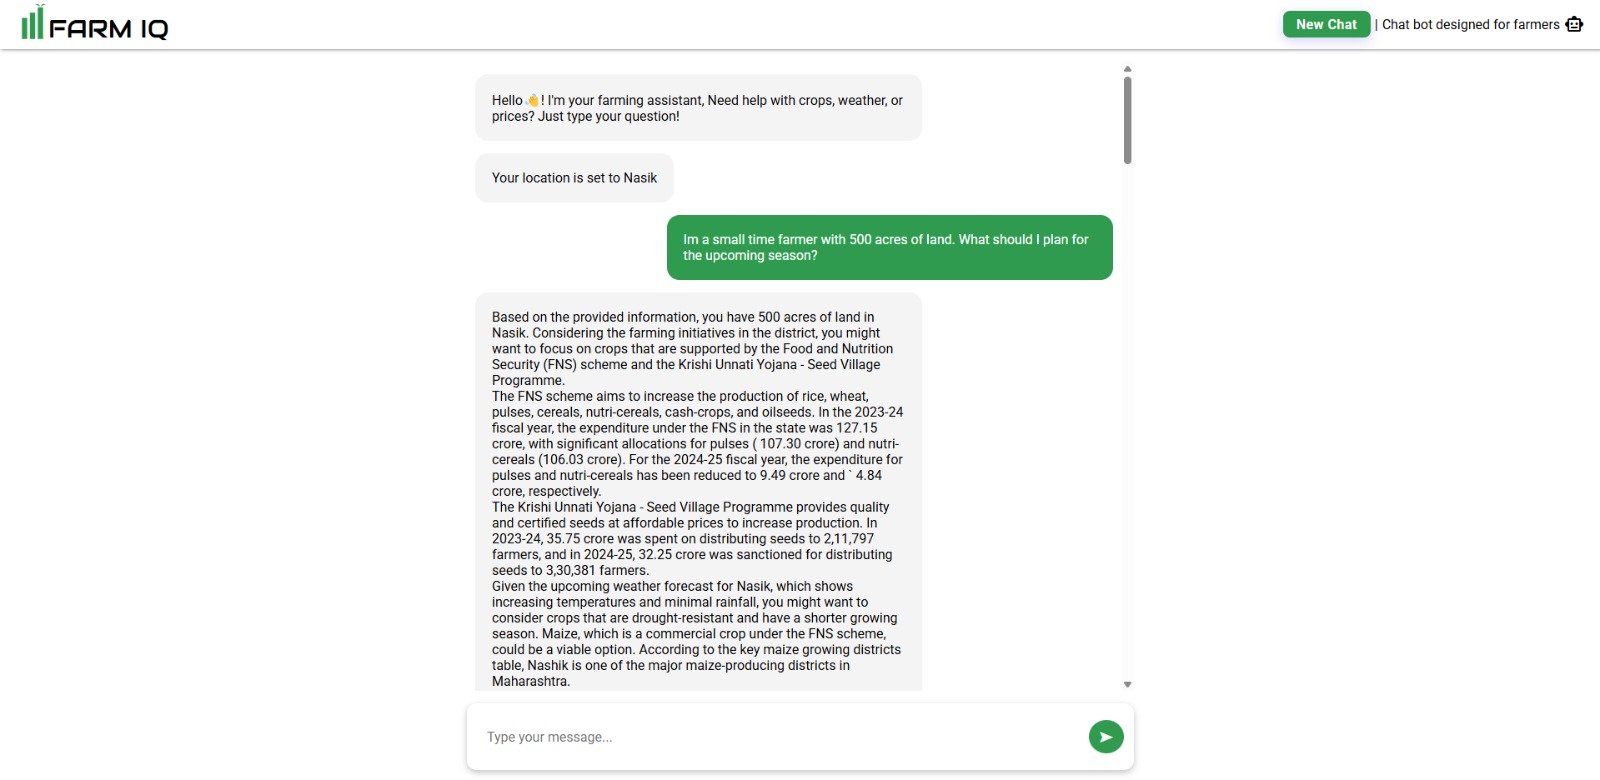 FARM IQ
New Chat | Chat bot designed for farmers
Hello 👋! I'm your farming assistant, Need help with crops, weather, or
prices? Just type your question!
Your location is set to Nasik
Im a small time farmer with 500 acres of land. What should I plan for
the upcoming season?
Based on the provided information, you have 500 acres of land in
Nasik. Considering the farming initiatives in the district, you might
want to focus on crops that are supported by the Food and Nutrition
Security (FNS) scheme and the Krishi Unnati Yojana - Seed Village
Programme.
The FNS scheme aims to increase the production of rice, wheat,
pulses, cereals, nutri-cereals, cash-crops, and oilseeds. In the 2023-24
fiscal year, the expenditure under the FNS in the state was 127.15
crore, with significant allocations for pulses ( 107.30 crore) and nutri-
cereals (106.03 crore). For the 2024-25 fiscal year, the expenditure for
pulses and nutri-cereals has been reduced to 9.49 crore and ` 4.84
crore, respectively.
The Krishi Unnati Yojana - Seed Village Programme provides quality
and certified seeds at affordable prices to increase production. In
2023-24, 35.75 crore was spent on distributing seeds to 2,11,797
farmers, and in 2024-25, 32.25 crore was sanctioned for distributing
seeds to 3,30,381 farmers.
Given the upcoming weather forecast for Nasik, which shows
increasing temperatures and minimal rainfall, you might want to
consider crops that are drought-resistant and have a shorter growing
season. Maize, which is a commercial crop under the FNS scheme,
could be a viable option. According to the key maize growing districts
table, Nashik is one of the major maize-producing districts in
Maharashtra.
Type your message...